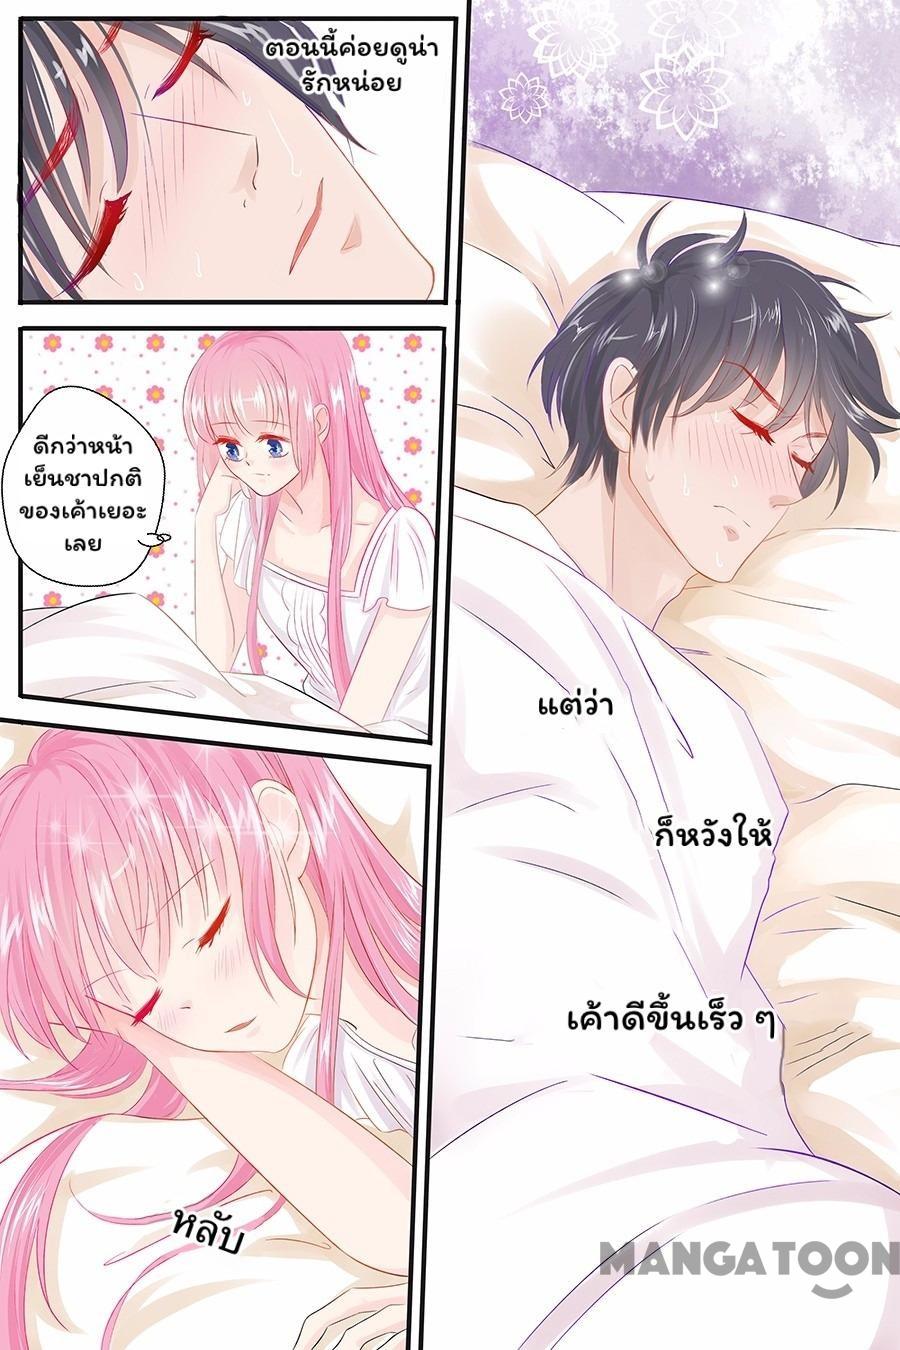 ตอนนี้ค่อยดูน่า
รักหน่อย
ดีกว่าหน้า
เย็นชาปกติ
ของเค้าเยอะ
เลย
แต่ว่า
ก็หวังให้
เค้าดีขึ้นเร็ว ๆ
หลับ
MANGATOON